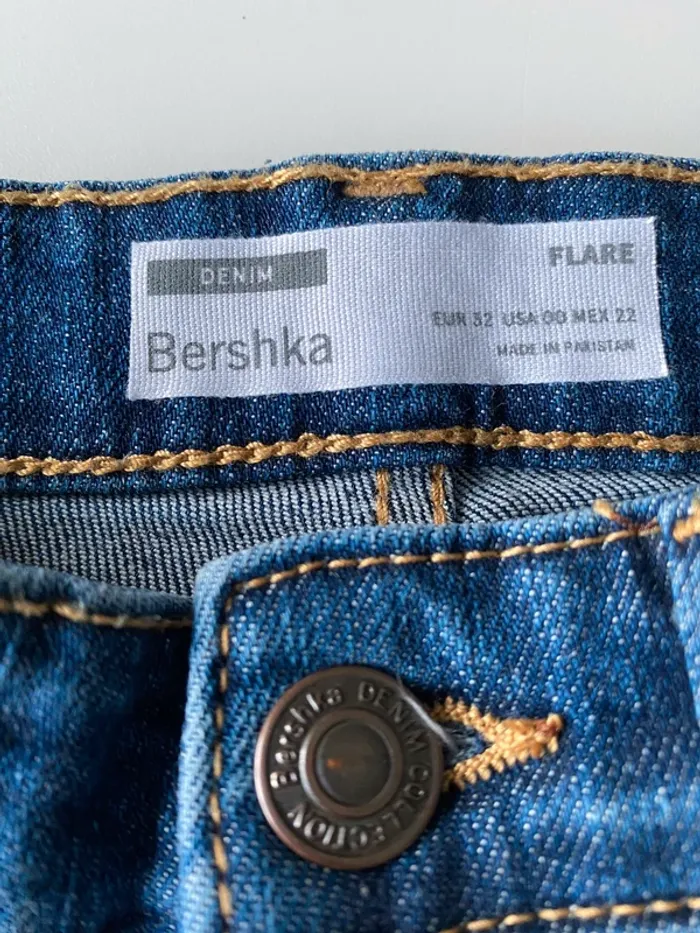 DENIM
Bershka
FLARE
EUR 32 USA 00 MEX 22
MADE IN PAKISTAN
Bershka DENIM COLLECTION